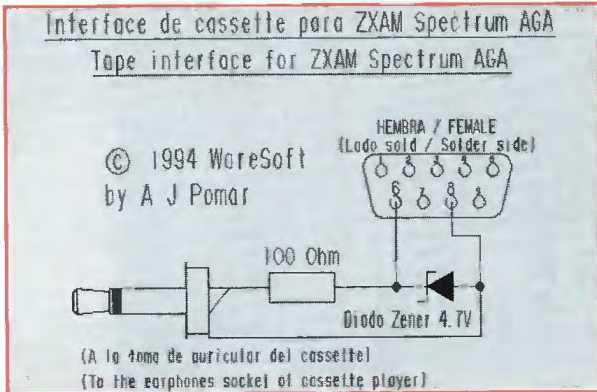 Interface de cassette para ZXAM Spectrum AGA
Tape interface for ZXAM Spectrum AGA
© 1994 WareSoft
by A J Pomar
HEMBRA / FEMALE
(Lado sold / Solder side)
6 8
100 Ohm
Diodo Zener 4.7V
(A la toma de auricular del cassette)
(To the earphones socket of cassette player)